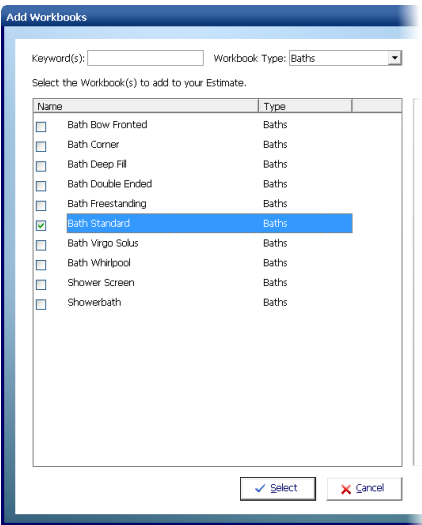 Add Workbooks
Keyword(s): Workbook Type: Baths
Select the Workbook(s) to add to your Estimate.
Name Type
Bath Bow Fronted Baths
Bath Corner Baths
Bath Deep Fill Baths
Bath Double Ended Baths
Bath Freestanding Baths
Bath Standard Baths
Bath Virgo Solus Baths
Bath Whirlpool Baths
Shower Screen Baths
Showerbath Baths
Select Cancel